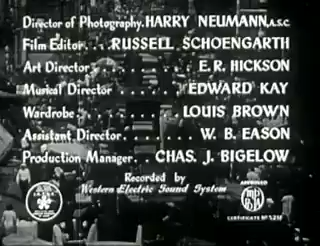 Director of Photography. HARRY NEUMANN, A.S.C.
Film Editor . . . RUSSELL SCHOENGARTH
Art Director . . . . . . . . . E. R. HICKSON
Musical Director . . . . . . EDWARD KAY
Wardrobe . . . . . . . . . LOUIS BROWN
Assistant Director . . . . . . . W. B. EASON
Production Manager . . CHAS. J. BIGELOW
Recorded by
Western Electric Sound System
APPROVED